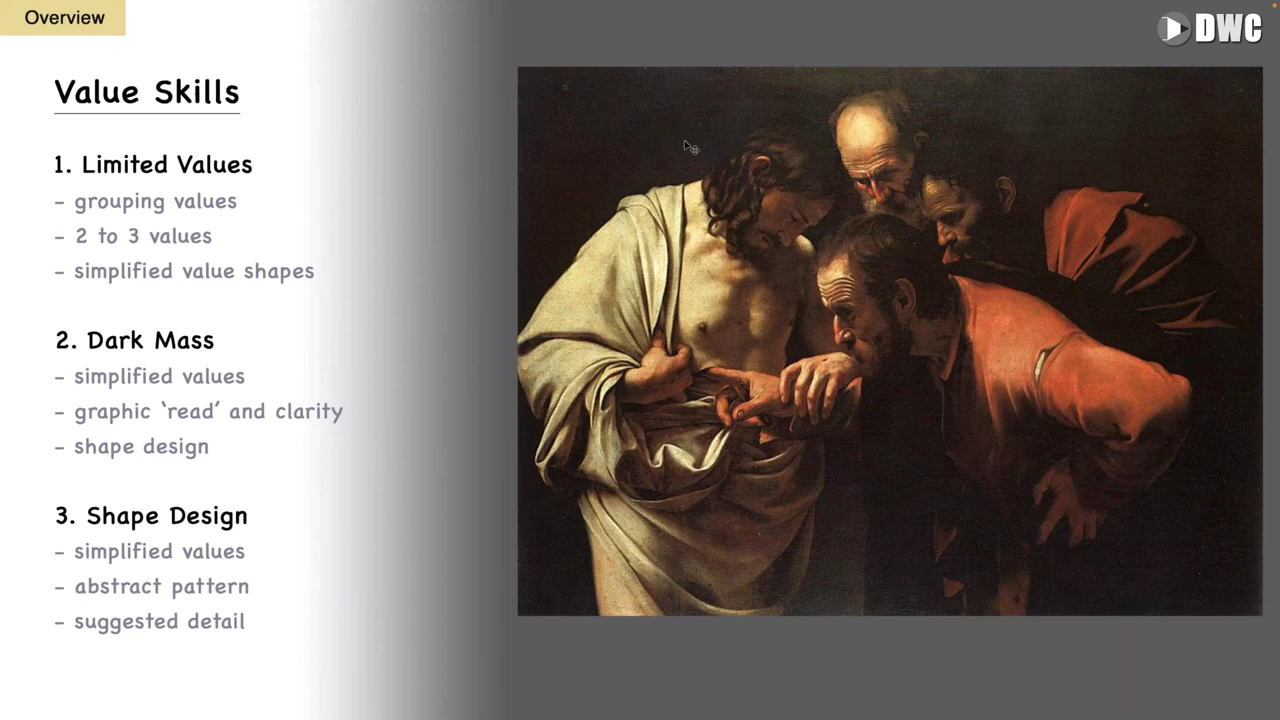 Overview
DWC
Value Skills
1. Limited Values
- grouping values
- 2 to 3 values
- simplified value shapes
2. Dark Mass
- simplified values
- graphic ‘read’ and clarity
- shape design
3. Shape Design
- simplified values
- abstract pattern
- suggested detail